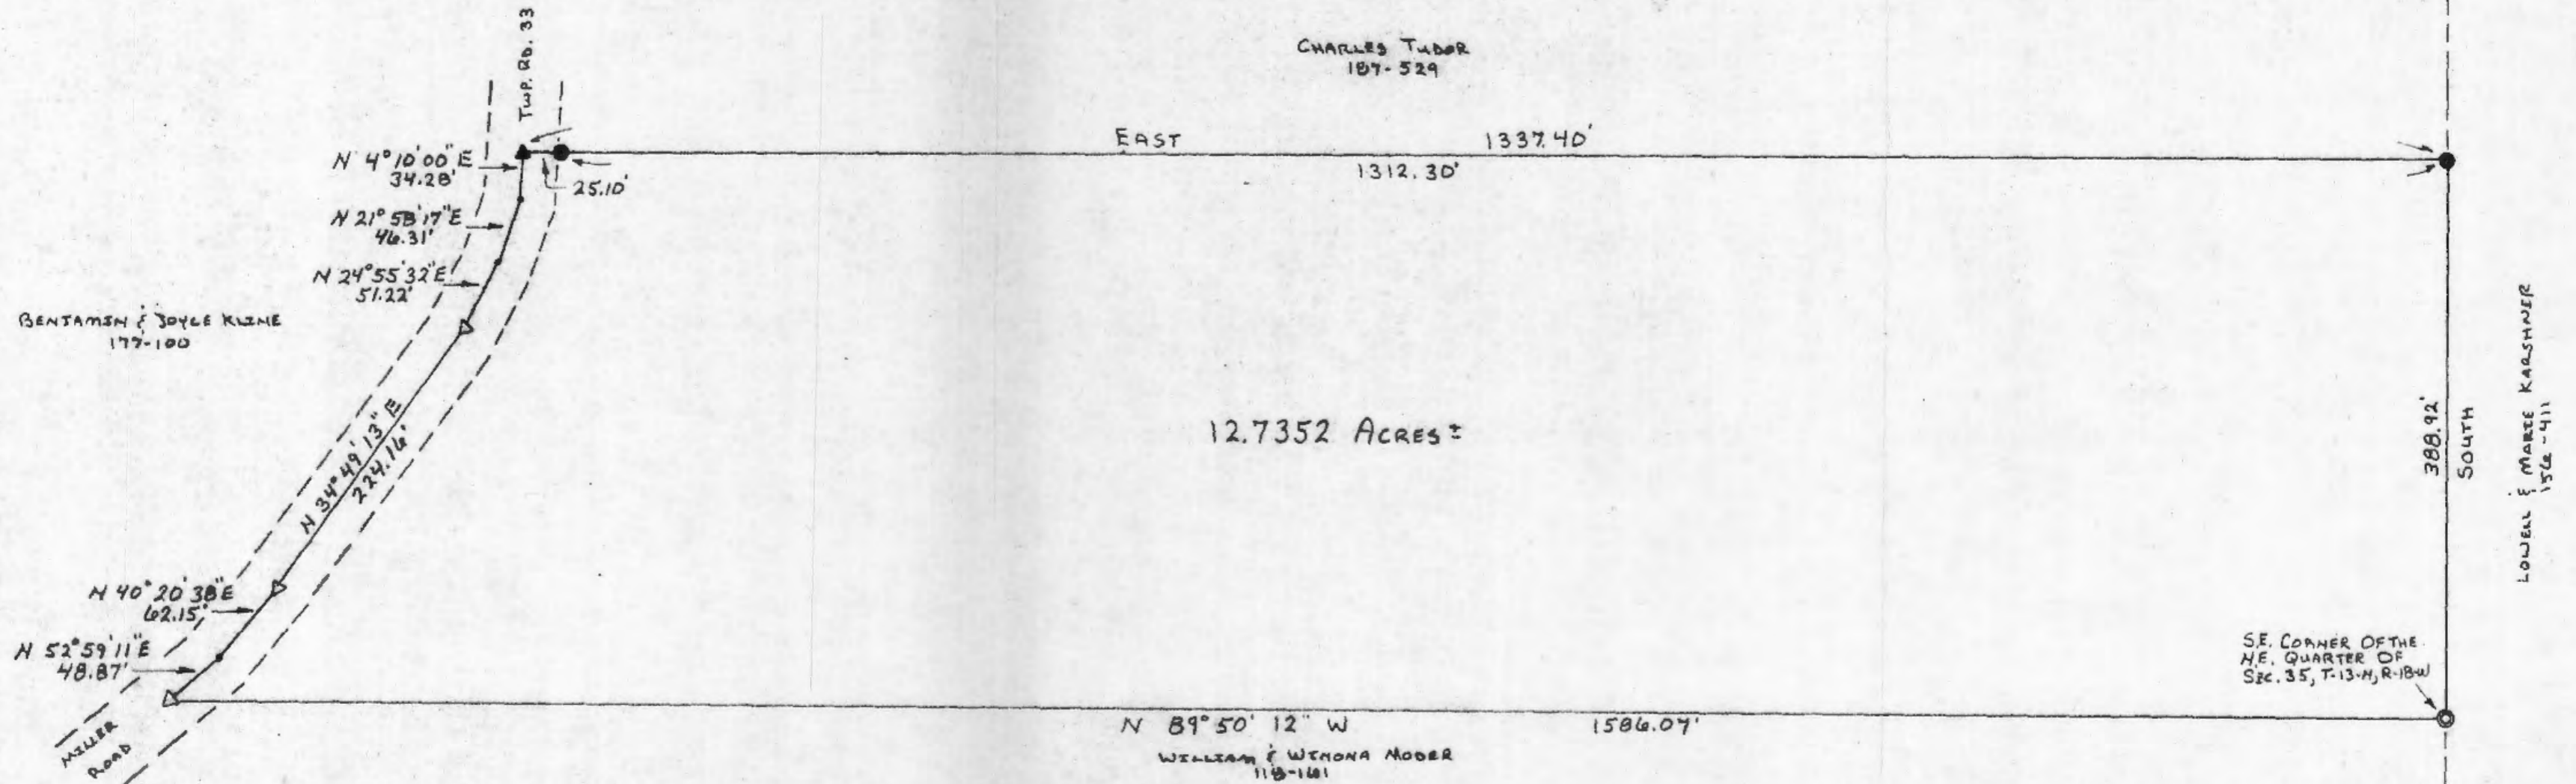 TWP. RD. 33
CHARLES TUDOR
187-529
EAST
1337.40'
1312.30'
25.10'
N 4° 10' 00" E
34.28'
N 21° 58' 17" E
46.31'
N 24° 55' 32" E
51.22'
BENJAMIN & JOYCE KLINE
177-100
N 34° 49' 13" E
224.16'
12.7352 ACRES±
388.92'
SOUTH
LOWELL & MARIE KARSHNER
156-411
N 40° 20' 38" E
62.15'
N 52° 59' 11" E
48.87'
MILLER
ROAD
S.E. CORNER OF THE
N.E. QUARTER OF
SEC. 35, T-13-N, R-18-W
N 89° 50' 12" W
1586.07'
WILLIAM & WINONA MODER
118-161